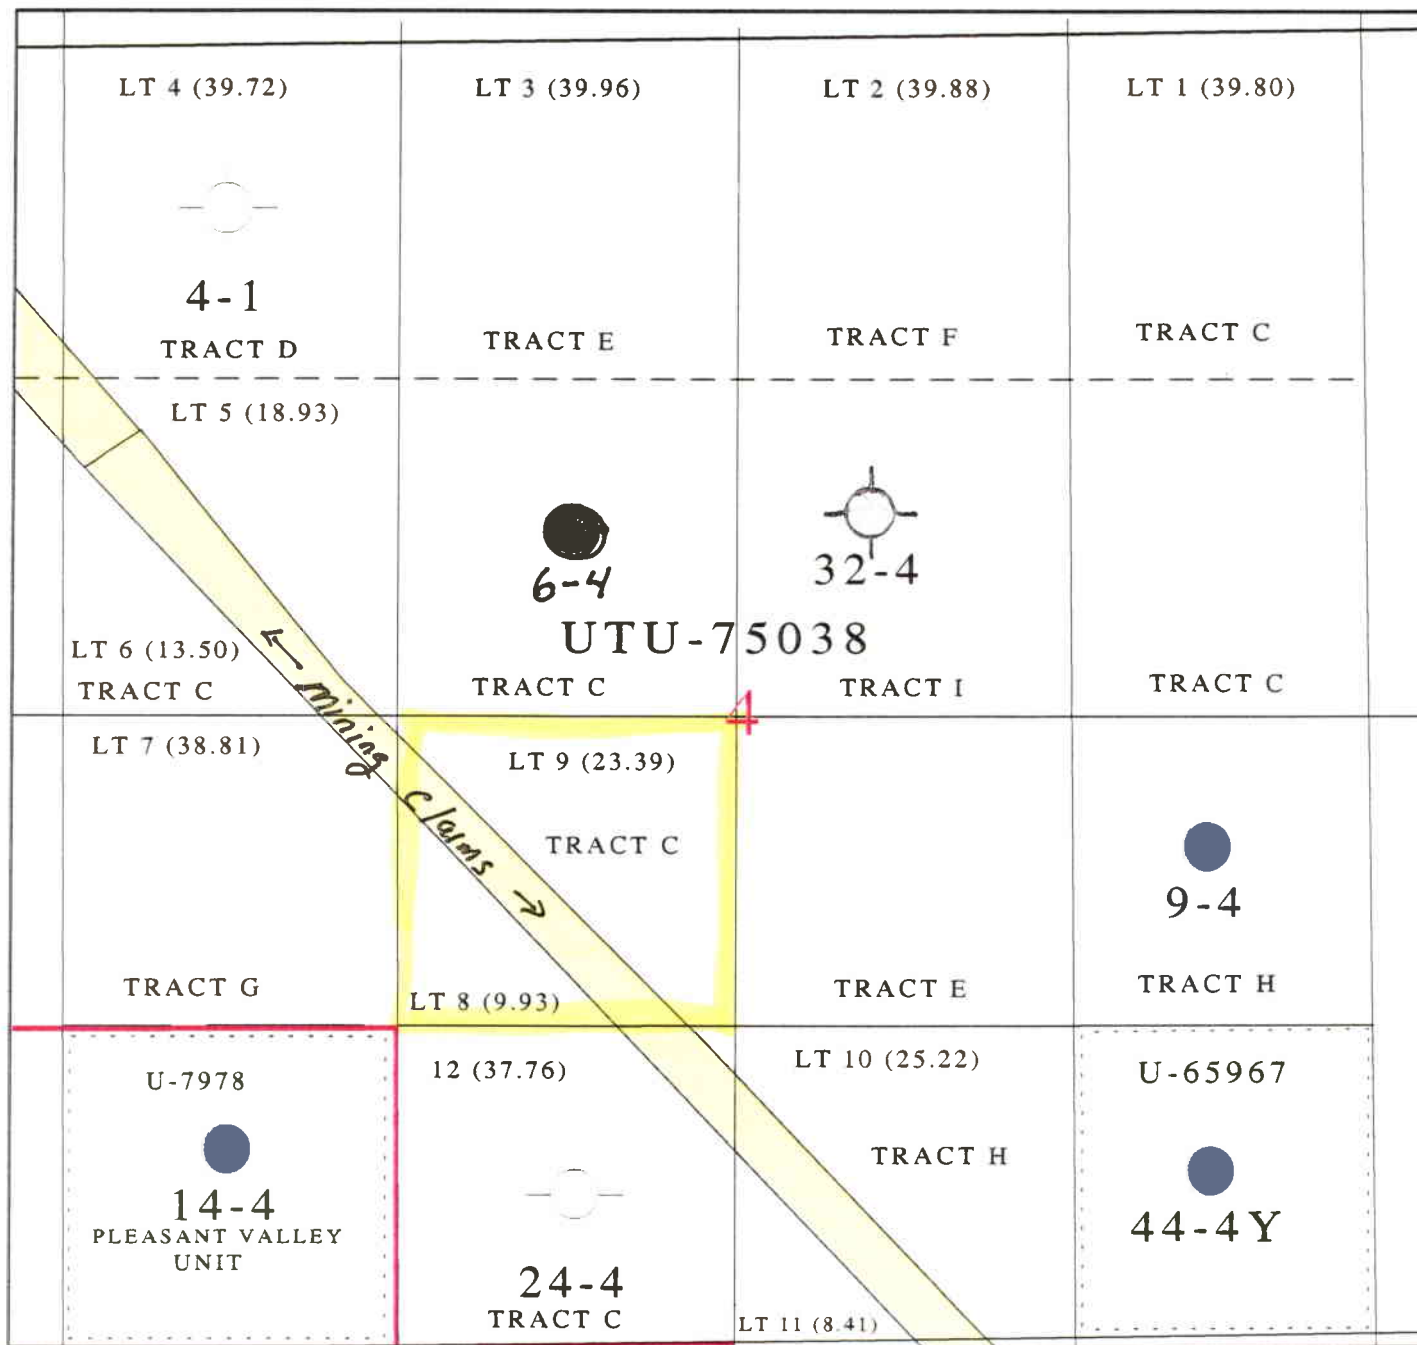 LT 4 (39.72)
LT 3 (39.96)
LT 2 (39.88)
LT 1 (39.80)
4-1
TRACT D
TRACT E
TRACT F
TRACT C
LT 5 (18.93)
6-4
32-4
UTU-75038
LT 6 (13.50)
TRACT C
TRACT C
TRACT I
TRACT C
4
← mining claims →
LT 7 (38.81)
LT 9 (23.39)
TRACT C
9-4
TRACT G
LT 8 (9.93)
TRACT E
TRACT H
U-7978
12 (37.76)
LT 10 (25.22)
U-65967
TRACT H
14-4
PLEASANT VALLEY
UNIT
24-4
TRACT C
44-4Y
LT 11 (8.41)